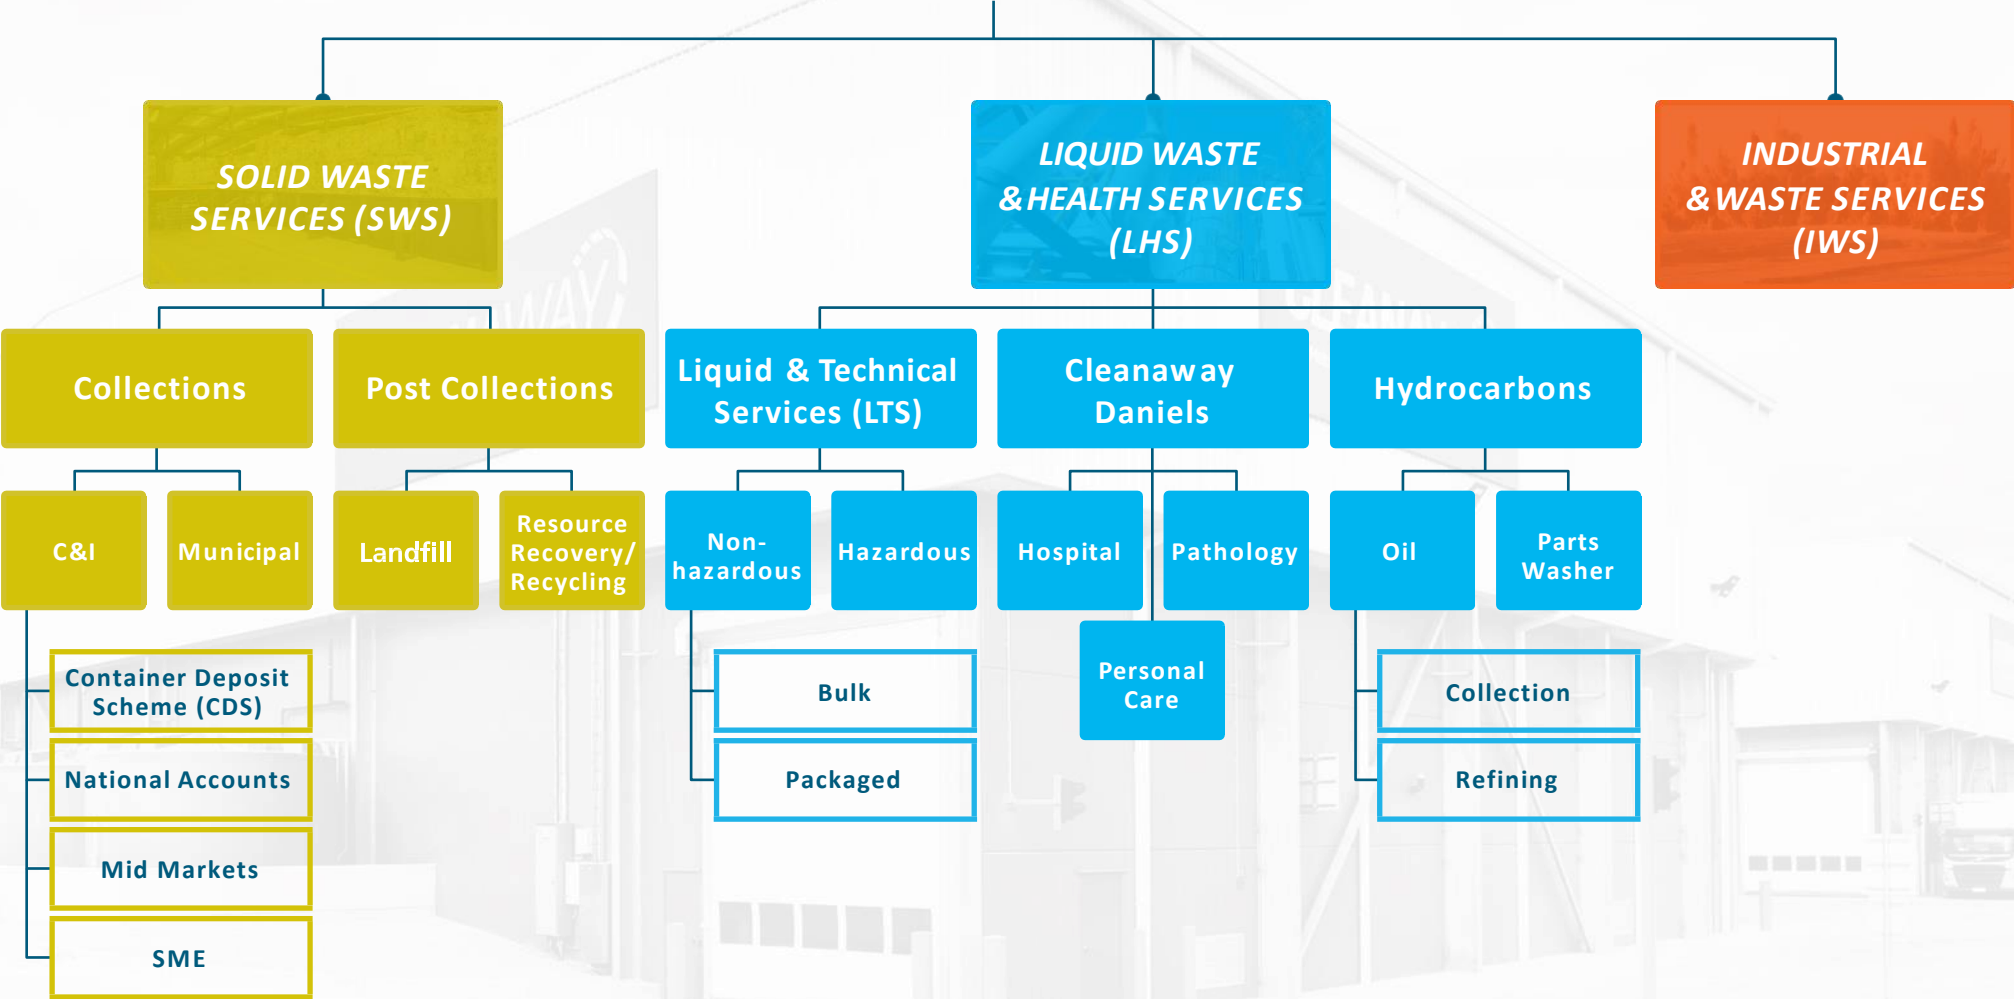 SOLID WASTE
SERVICES (SWS)
LIQUID WASTE
&HEALTH SERVICES
(LHS)
INDUSTRIAL
&WASTE SERVICES
(IWS)
Collections
Post Collections
Liquid & Technical
Services (LTS)
Cleanaway
Daniels
Hydrocarbons
C&I
Municipal
Landfill
Resource
Recovery/
Recycling
Non-
hazardous
Hazardous
Hospital
Pathology
Oil
Parts
Washer
Personal
Care
Container Deposit
Scheme (CDS)
National Accounts
Mid Markets
SME
Bulk
Packaged
Collection
Refining